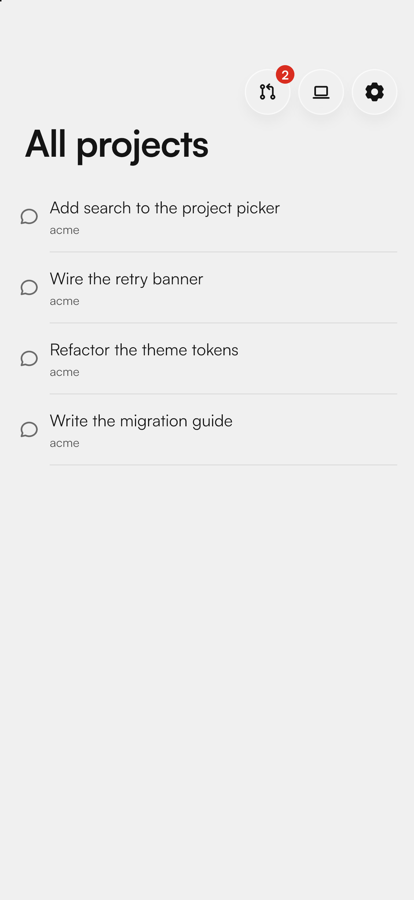 2
All projects
Add search to the project picker
acme
Wire the retry banner
acme
Refactor the theme tokens
acme
Write the migration guide
acme